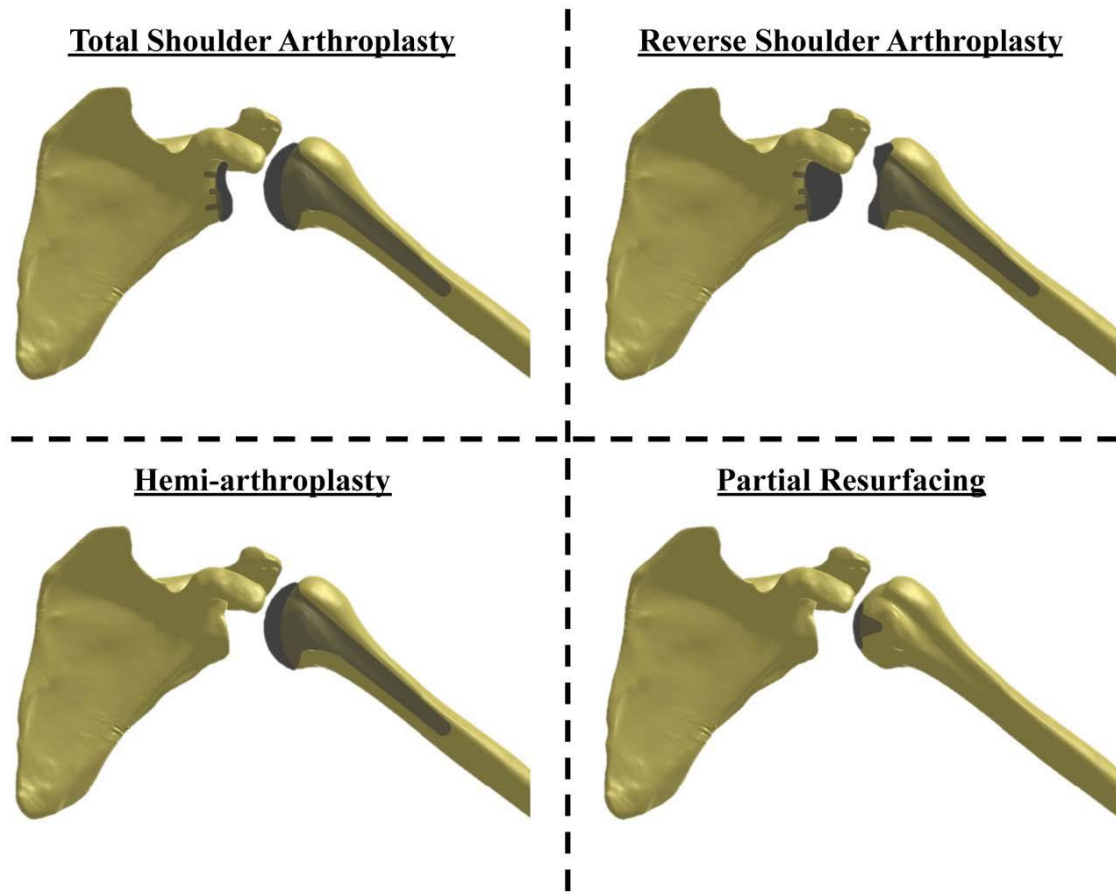 Total Shoulder Arthroplasty
Reverse Shoulder Arthroplasty
Hemi-arthroplasty
Partial Resurfacing